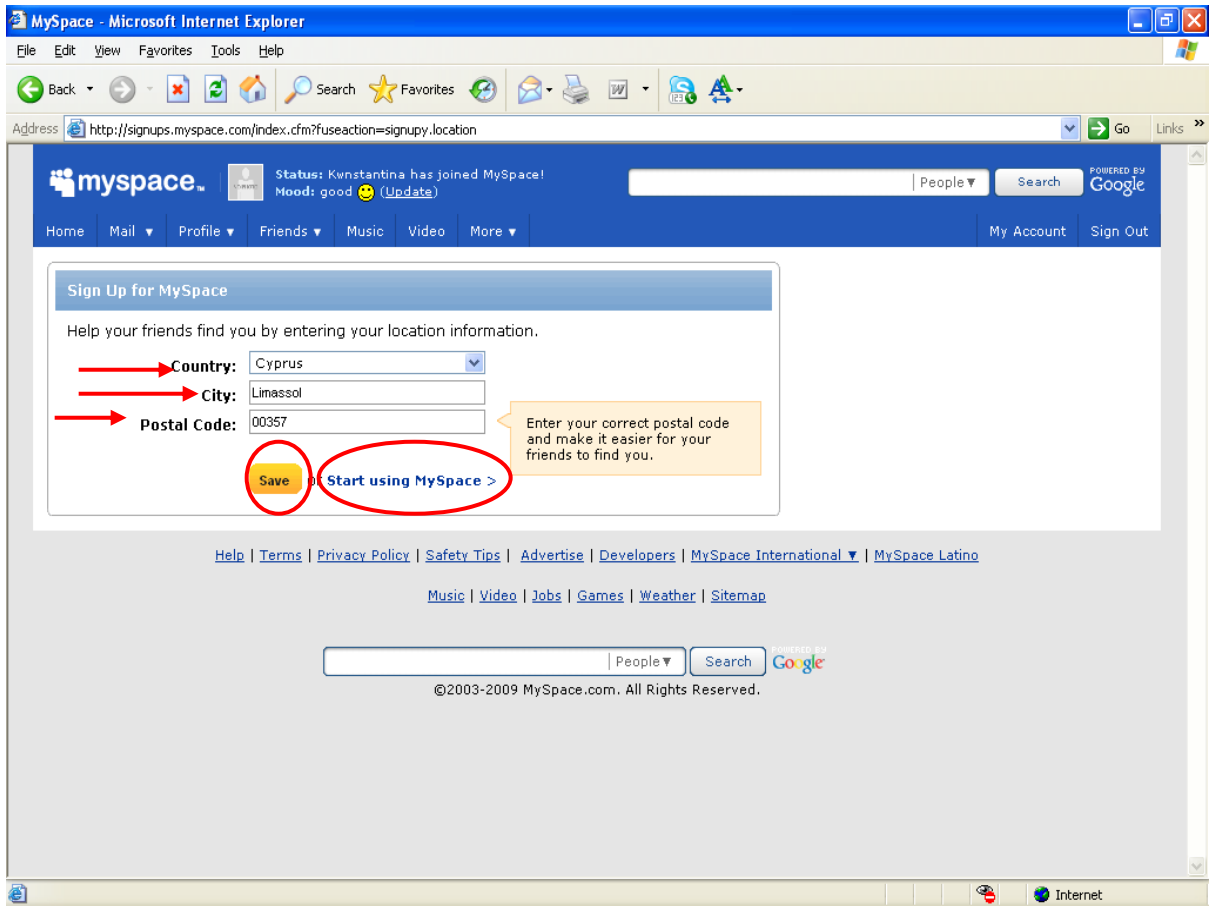 MySpace - Microsoft Internet Explorer
File Edit View Favorites Tools Help
Back Search Favorites
Address http://signups.myspace.com/index.cfm?fuseaction=signupy.location Go Links »
myspace. Status: Kwnstantina has joined MySpace!
Mood: good (Update)
People ▼ Search POWERED BY Google
Home Mail ▼ Profile ▼ Friends ▼ Music Video More ▼ My Account Sign Out
Sign Up for MySpace
Help your friends find you by entering your location information.
Country: Cyprus
City: Limassol
Postal Code: 00357
Enter your correct postal code
and make it easier for your
friends to find you.
Save or Start using MySpace >
Help | Terms | Privacy Policy | Safety Tips | Advertise | Developers | MySpace International ▼ | MySpace Latino
Music | Video | Jobs | Games | Weather | Sitemap
People ▼ Search POWERED BY Google
©2003-2009 MySpace.com. All Rights Reserved.
Internet